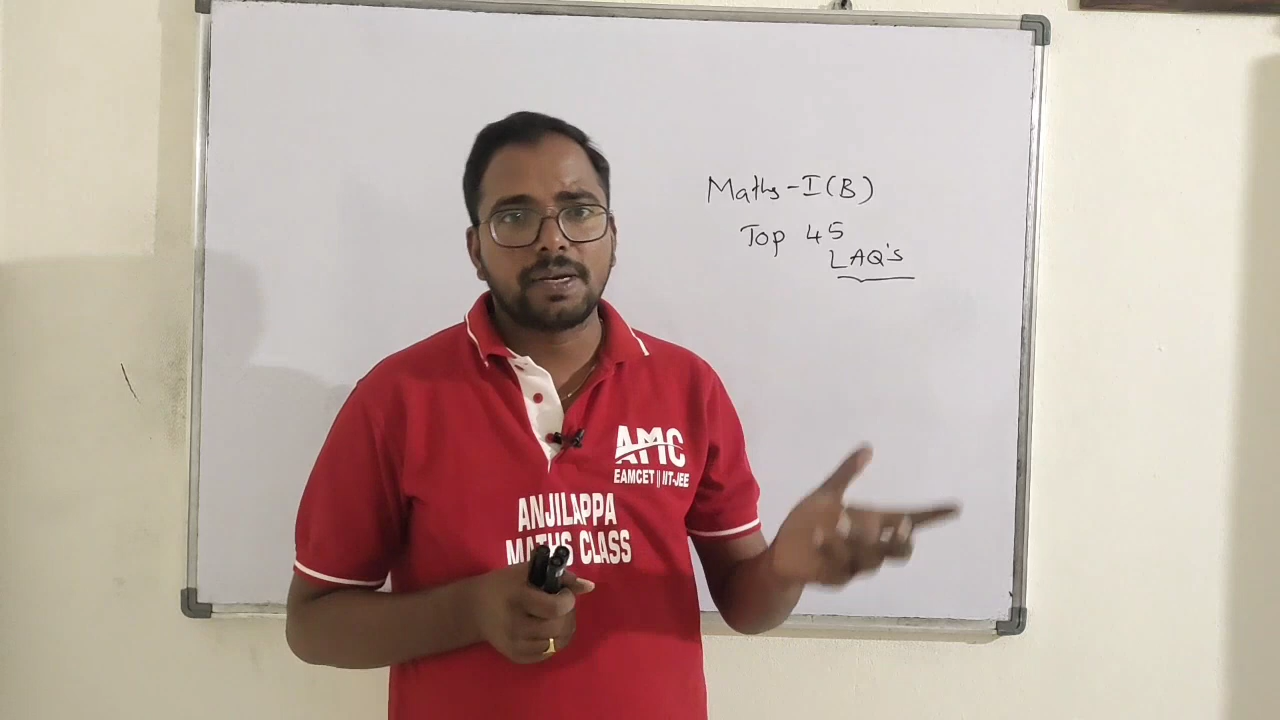 Maths - I (B)
Top 45
LAQ's
AMC
EAMCET || IIT-JEE
ANJILAPPA
MATHS CLASS